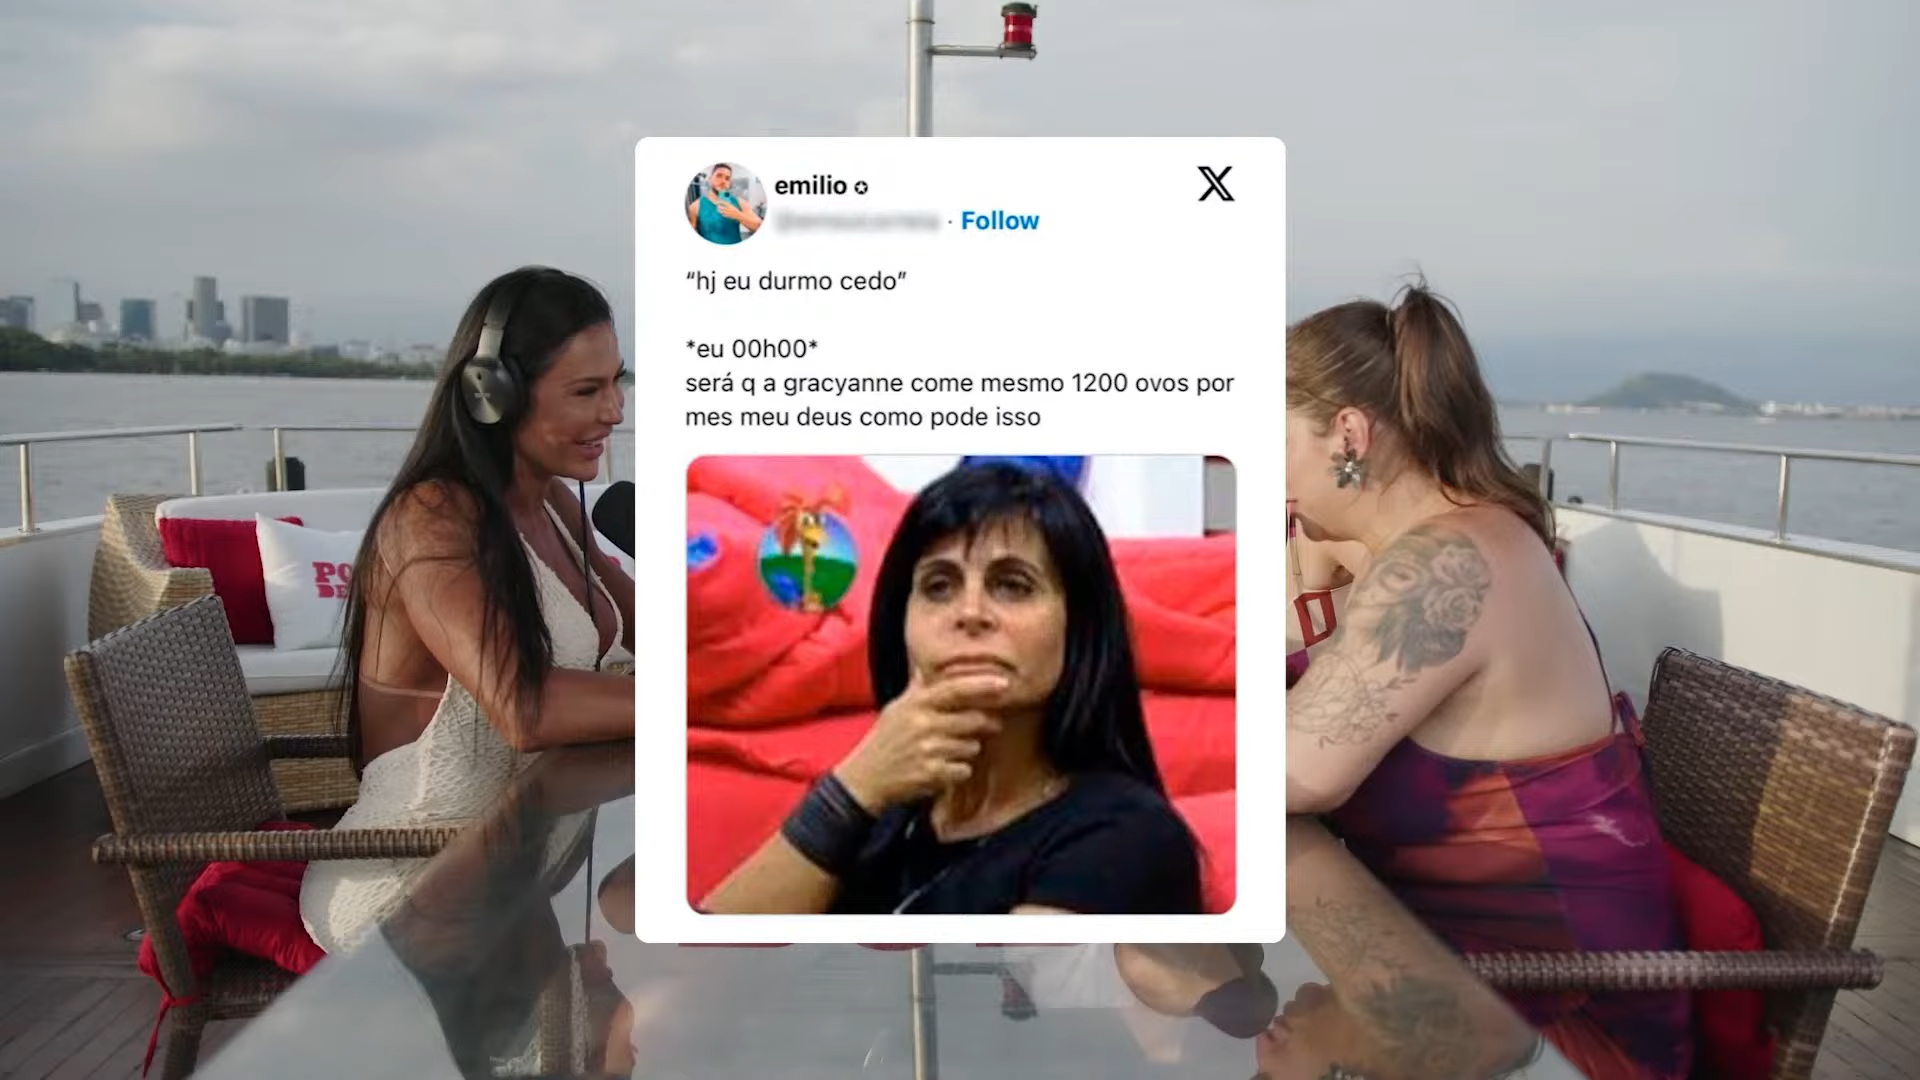 emilio
· Follow
“hj eu durmo cedo”
*eu 00h00*
será q a gracyanne come mesmo 1200 ovos por
mes meu deus como pode isso